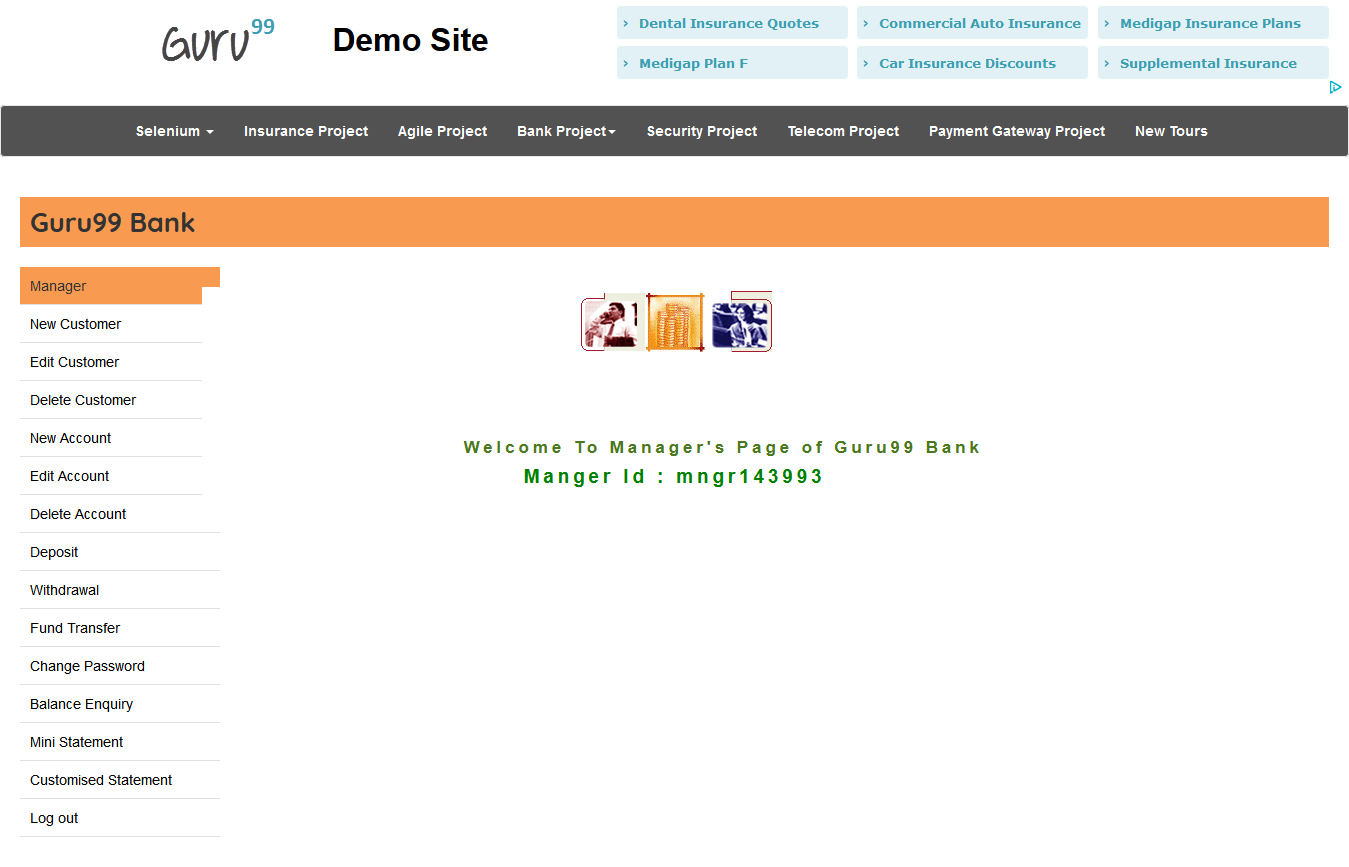 Guru99 Demo Site
› Dental Insurance Quotes › Commercial Auto Insurance › Medigap Insurance Plans
› Medigap Plan F › Car Insurance Discounts › Supplemental Insurance
Selenium Insurance Project Agile Project Bank Project Security Project Telecom Project Payment Gateway Project New Tours
Guru99 Bank
Manager
New Customer
Edit Customer
Delete Customer
New Account
Edit Account
Delete Account
Deposit
Withdrawal
Fund Transfer
Change Password
Balance Enquiry
Mini Statement
Customised Statement
Log out
Welcome To Manager's Page of Guru99 Bank
Manger Id : mngr143993